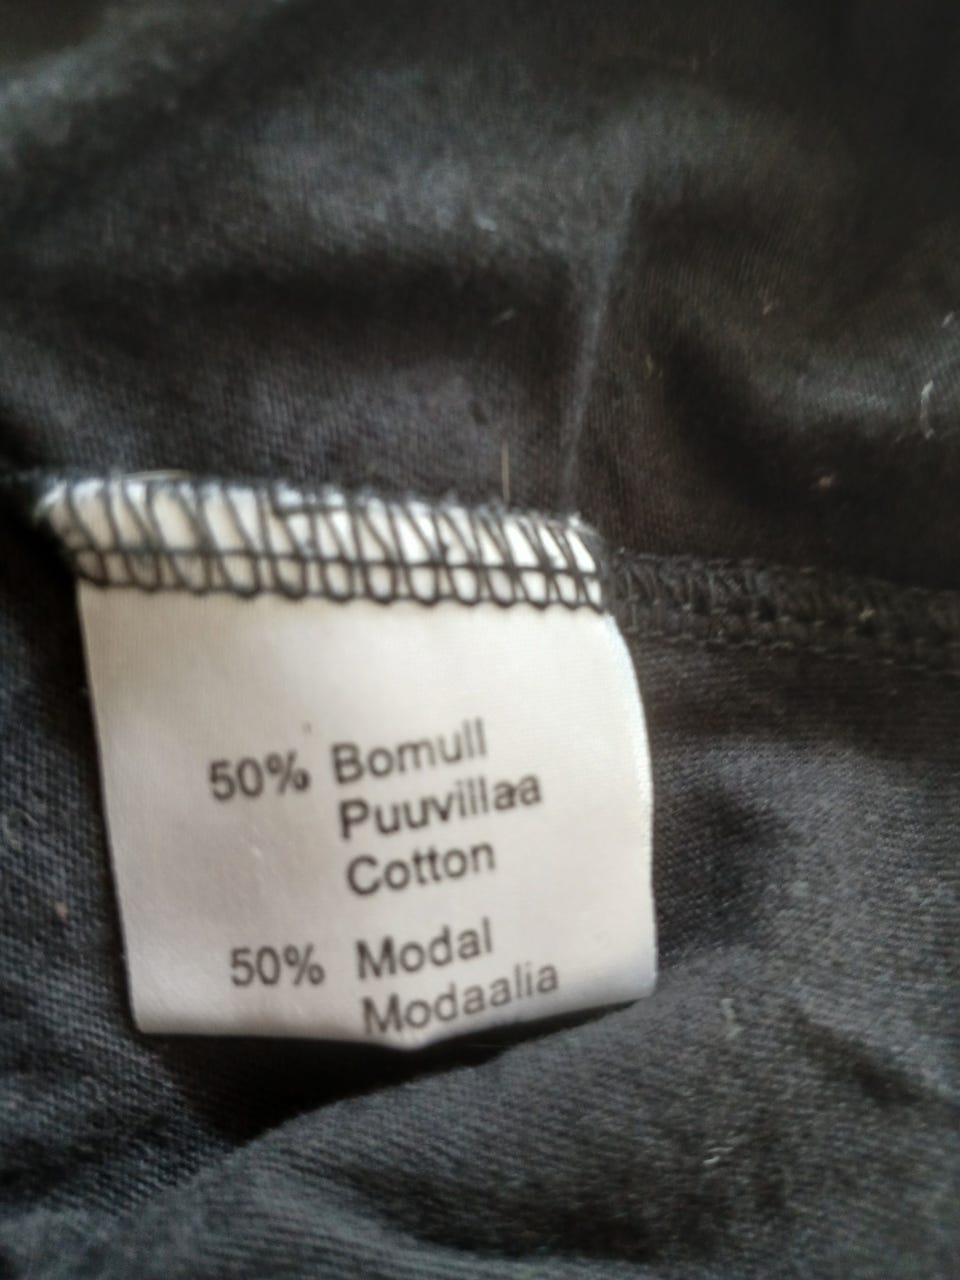 50% Bomull
Puuvillaa
Cotton
50% Modal
Modaalia